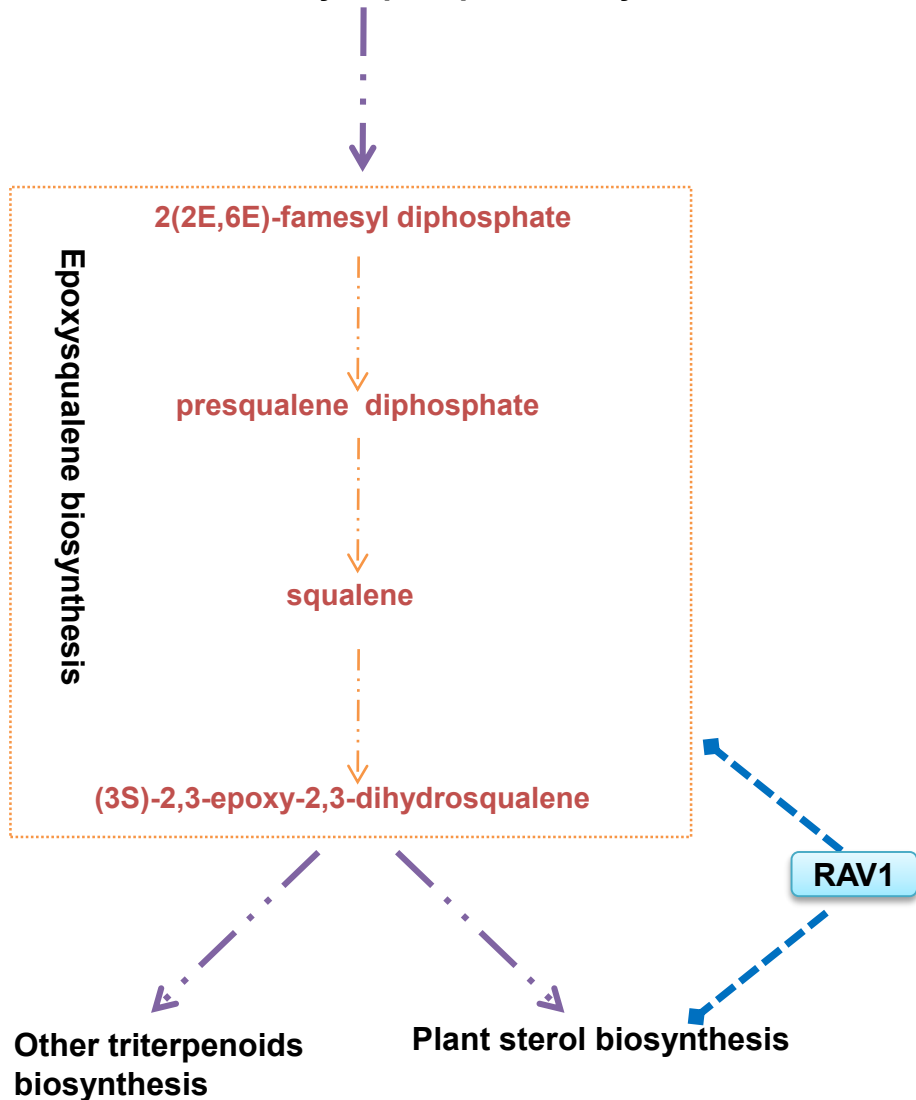 2(2E,6E)-famesyl diphosphate
Epoxysqualene biosynthesis
presqualene diphosphate
squalene
(3S)-2,3-epoxy-2,3-dihydrosqualene
RAV1
Other triterpenoids
biosynthesis
Plant sterol biosynthesis